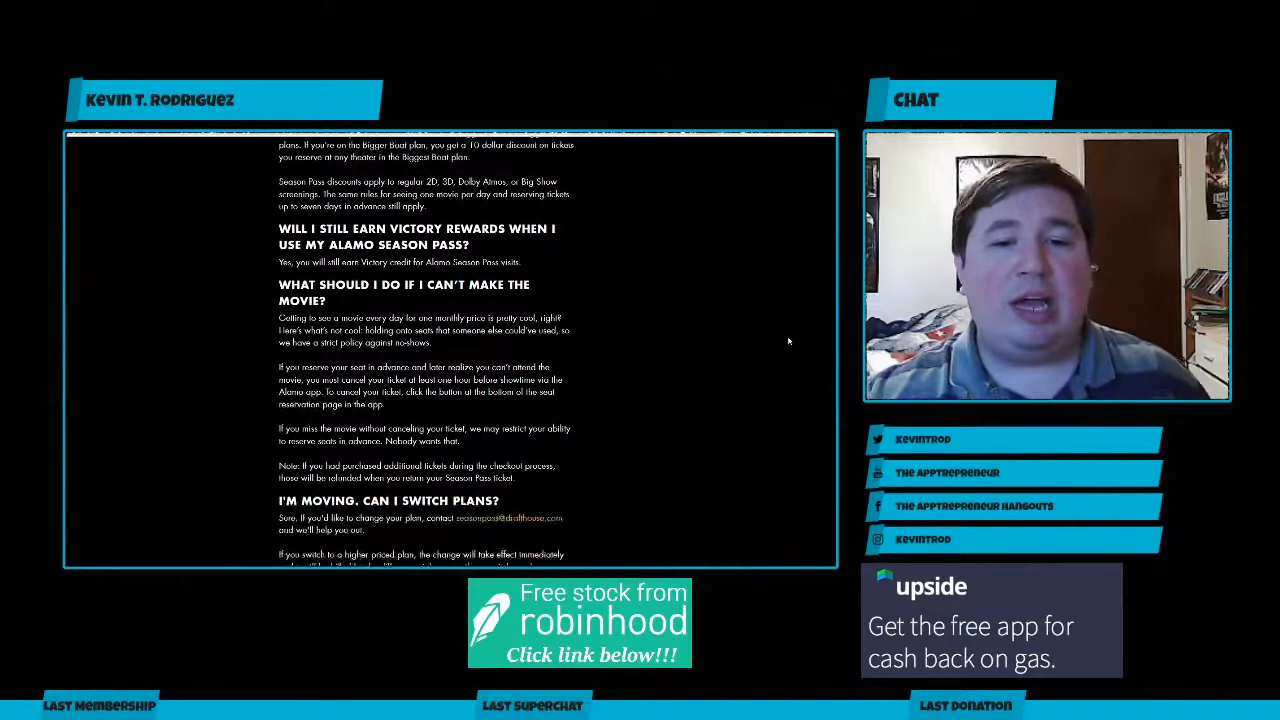 Kevin T. Rodriguez
CHAT
plans. If you're on the Bigger Boat plan, you get a 10 dollar discount on tickets
you reserve at any theater in the Biggest Boat plan.
Season Pass discounts apply to regular 2D, 3D, Dolby Atmos, or Big Show
screenings. The same rules for seeing one movie per day and reserving tickets
up to seven days in advance still apply.
WILL I STILL EARN VICTORY REWARDS WHEN I
USE MY ALAMO SEASON PASS?
Yes, you will still earn Victory credit for Alamo Season Pass visits.
WHAT SHOULD I DO IF I CAN'T MAKE THE
MOVIE?
Getting to see a movie every day for one monthly price is pretty cool, right?
Here's what's not cool: holding onto seats that someone else could've used, so
we have a strict policy against no-shows.
If you reserve your seat in advance and later realize you can't attend the
movie, you must cancel your ticket at least one hour before showtime via the
Alamo app. To cancel your ticket, click the button at the bottom of the seat
reservation page in the app.
If you miss the movie without canceling your ticket, we may restrict your ability
to reserve seats in advance. Nobody wants that.
Note: If you had purchased additional tickets during the checkout process,
those will be refunded when you return your Season Pass ticket.
I'M MOVING. CAN I SWITCH PLANS?
Sure. If you'd like to change your plan, contact seasonpass@drafthouse.com
and we'll help you out.
If you switch to a higher priced plan, the change will take effect immediately
KevinTRod
The Apptrepreneur
The Apptrepreneur Hangouts
KevinTRod
Free stock from
robinhood
Click link below!!!
upside
Get the free app for
cash back on gas.
LAST MEMBERSHIP
LAST SUPERCHAT
LAST DONATION